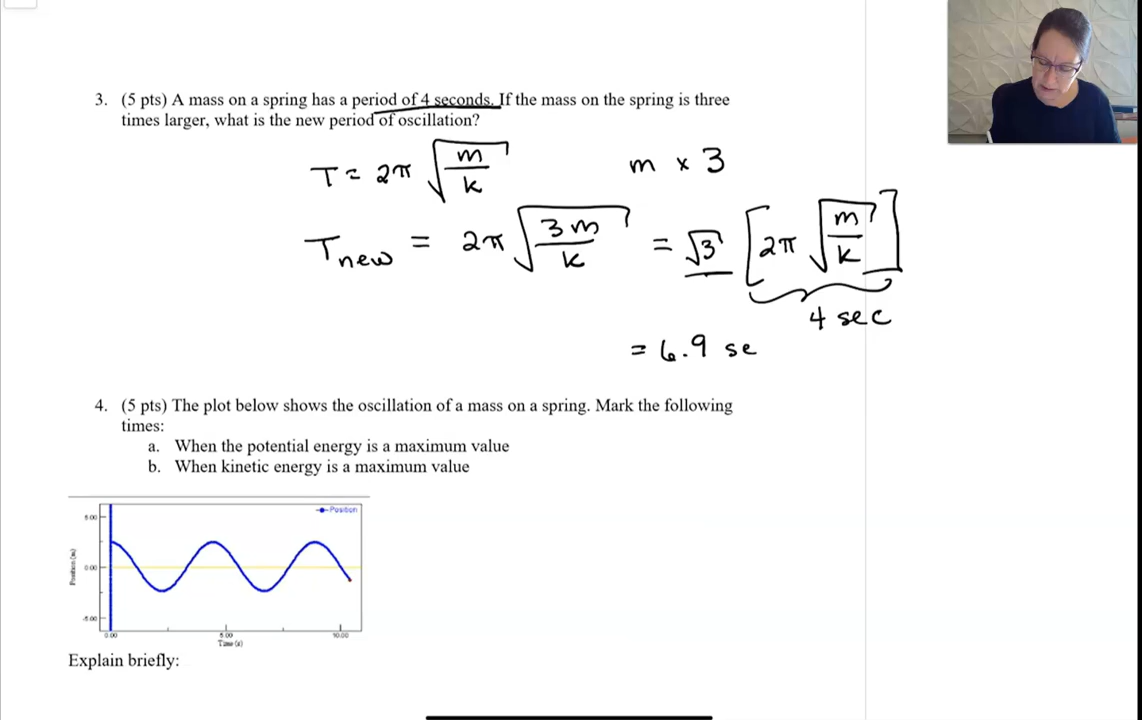 3. (5 pts) A mass on a spring has a period of 4 seconds. If the mass on the spring is three
times larger, what is the new period of oscillation?
T = 2π √(m/k)
m x 3
Tnew = 2π √(3m/k) = √3 [2π √(m/k)]
4 sec
= 6.9 se
4. (5 pts) The plot below shows the oscillation of a mass on a spring. Mark the following
times:
a. When the potential energy is a maximum value
b. When kinetic energy is a maximum value
Position
5.00
Position (m)
0.00
-5.00
0.00 5.00 10.00
Time (s)
Explain briefly: